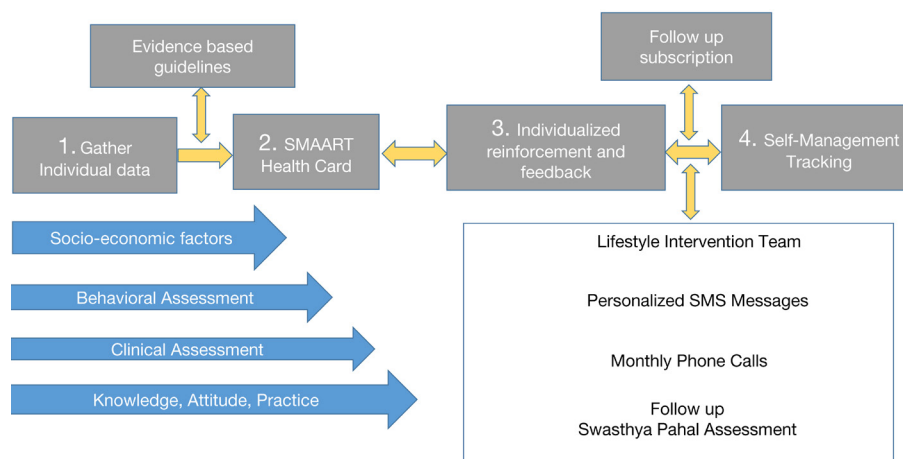 Evidence based
guidelines
Follow up
subscription
1. Gather
Individual data
2. SMAART
Health Card
3. Individualized
reinforcement and
feedback
4. Self-Management
Tracking
Socio-economic factors
Behavioral Assessment
Clinical Assessment
Knowledge, Attitude, Practice
Lifestyle Intervention Team
Personalized SMS Messages
Monthly Phone Calls
Follow up
Swasthya Pahal Assessment